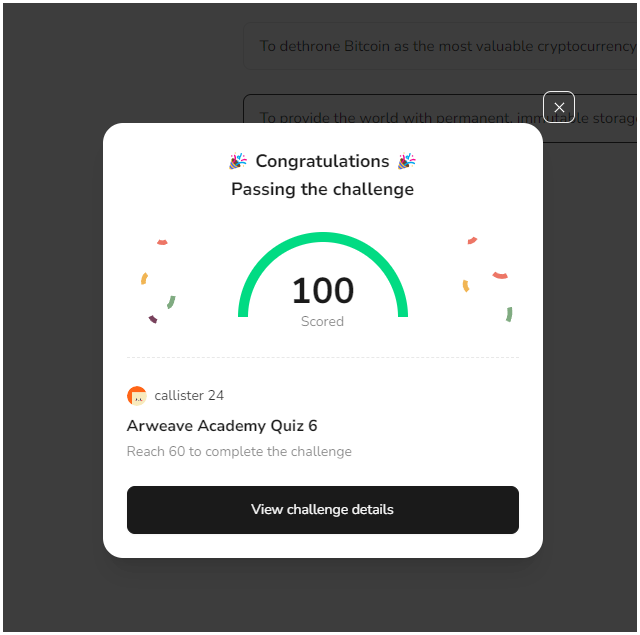 To dethrone Bitcoin as the most valuable cryptocurrency
To provide the world with permanent, immutable storag
Congratulations
Passing the challenge
100
Scored
callister 24
Arweave Academy Quiz 6
Reach 60 to complete the challenge
View challenge details